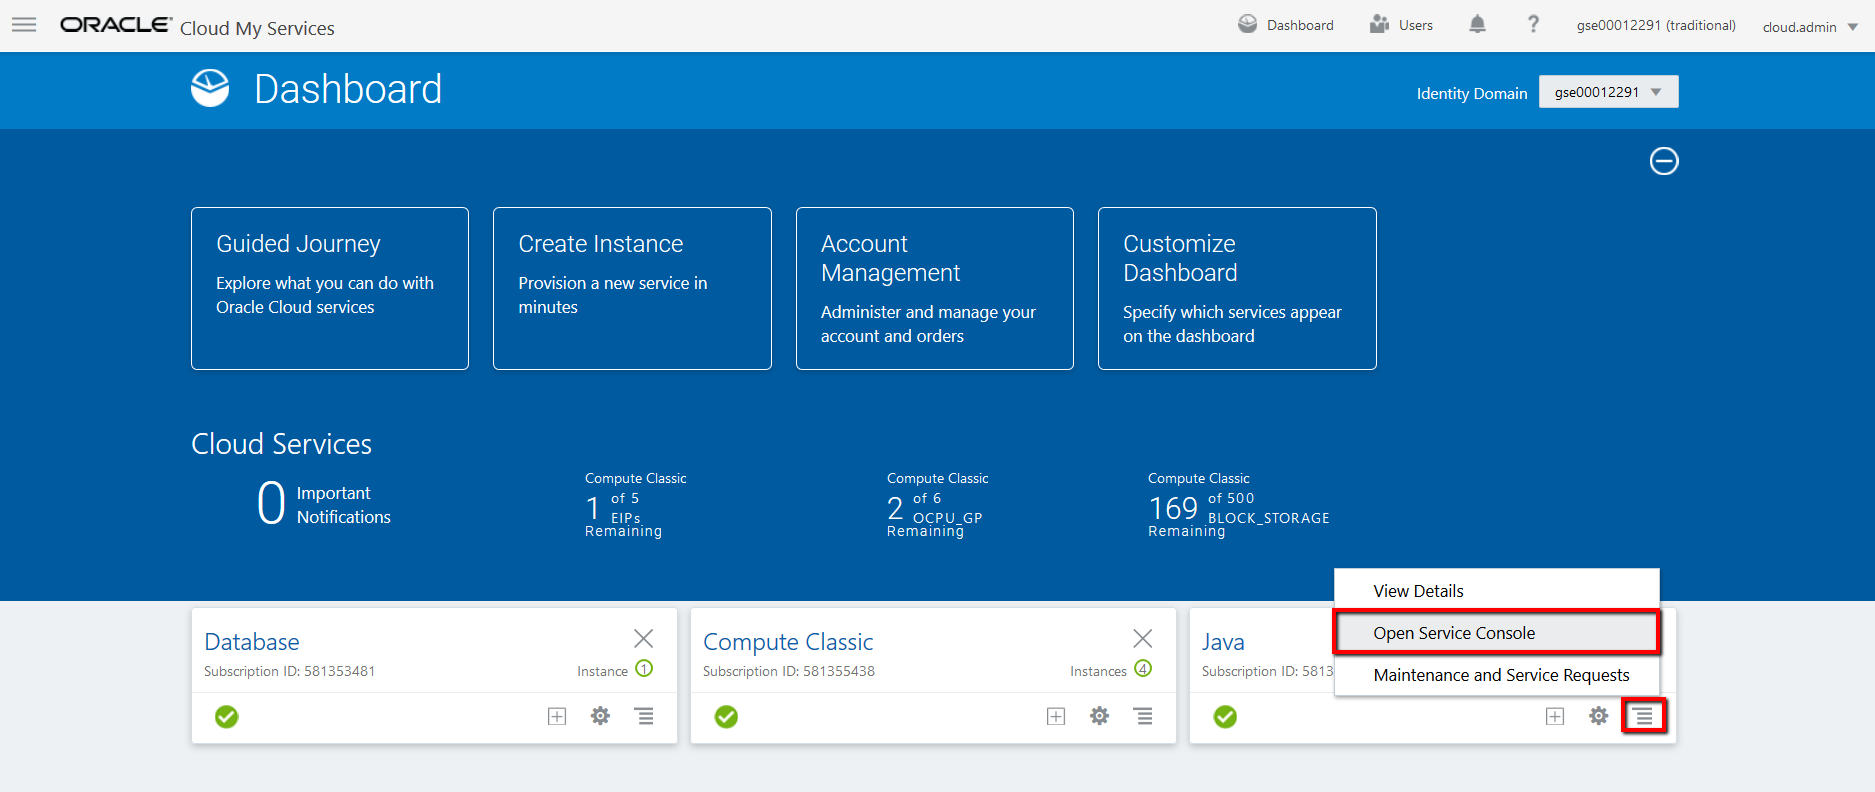 ORACLE Cloud My Services
Dashboard
Users
?
gse00012291 (traditional)
cloud.admin
Dashboard
Identity Domain
gse00012291
Guided Journey
Explore what you can do with
Oracle Cloud services
Create Instance
Provision a new service in
minutes
Account
Management
Administer and manage your
account and orders
Customize
Dashboard
Specify which services appear
on the dashboard
Cloud Services
0 Important
Notifications
Compute Classic
1 of 5
EIPs
Remaining
Compute Classic
2 of 6
OCPU_GP
Remaining
Compute Classic
169 of 500
BLOCK_STORAGE
Remaining
View Details
Open Service Console
Maintenance and Service Requests
Database
Subscription ID: 581353481
Instance 1
Compute Classic
Subscription ID: 581355438
Instances 4
Java
Subscription ID: 5813